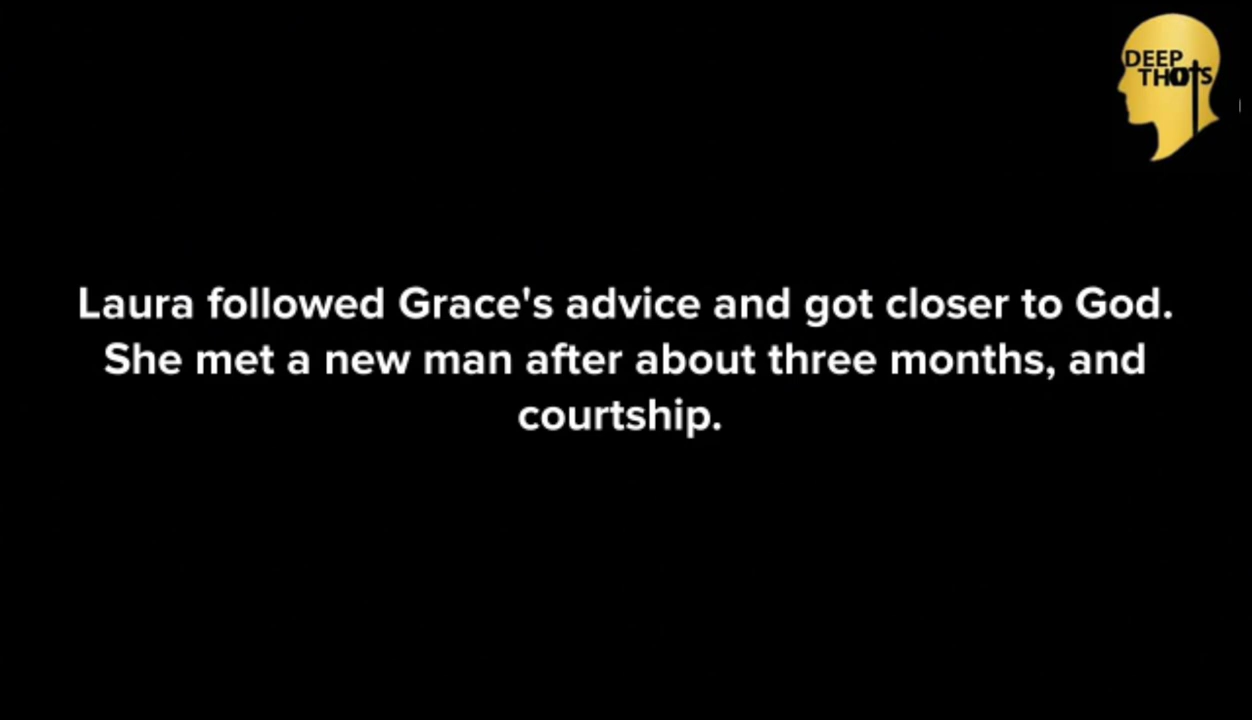 DEEP
THOTS
Laura followed Grace's advice and got closer to God.
She met a new man after about three months, and
courtship.